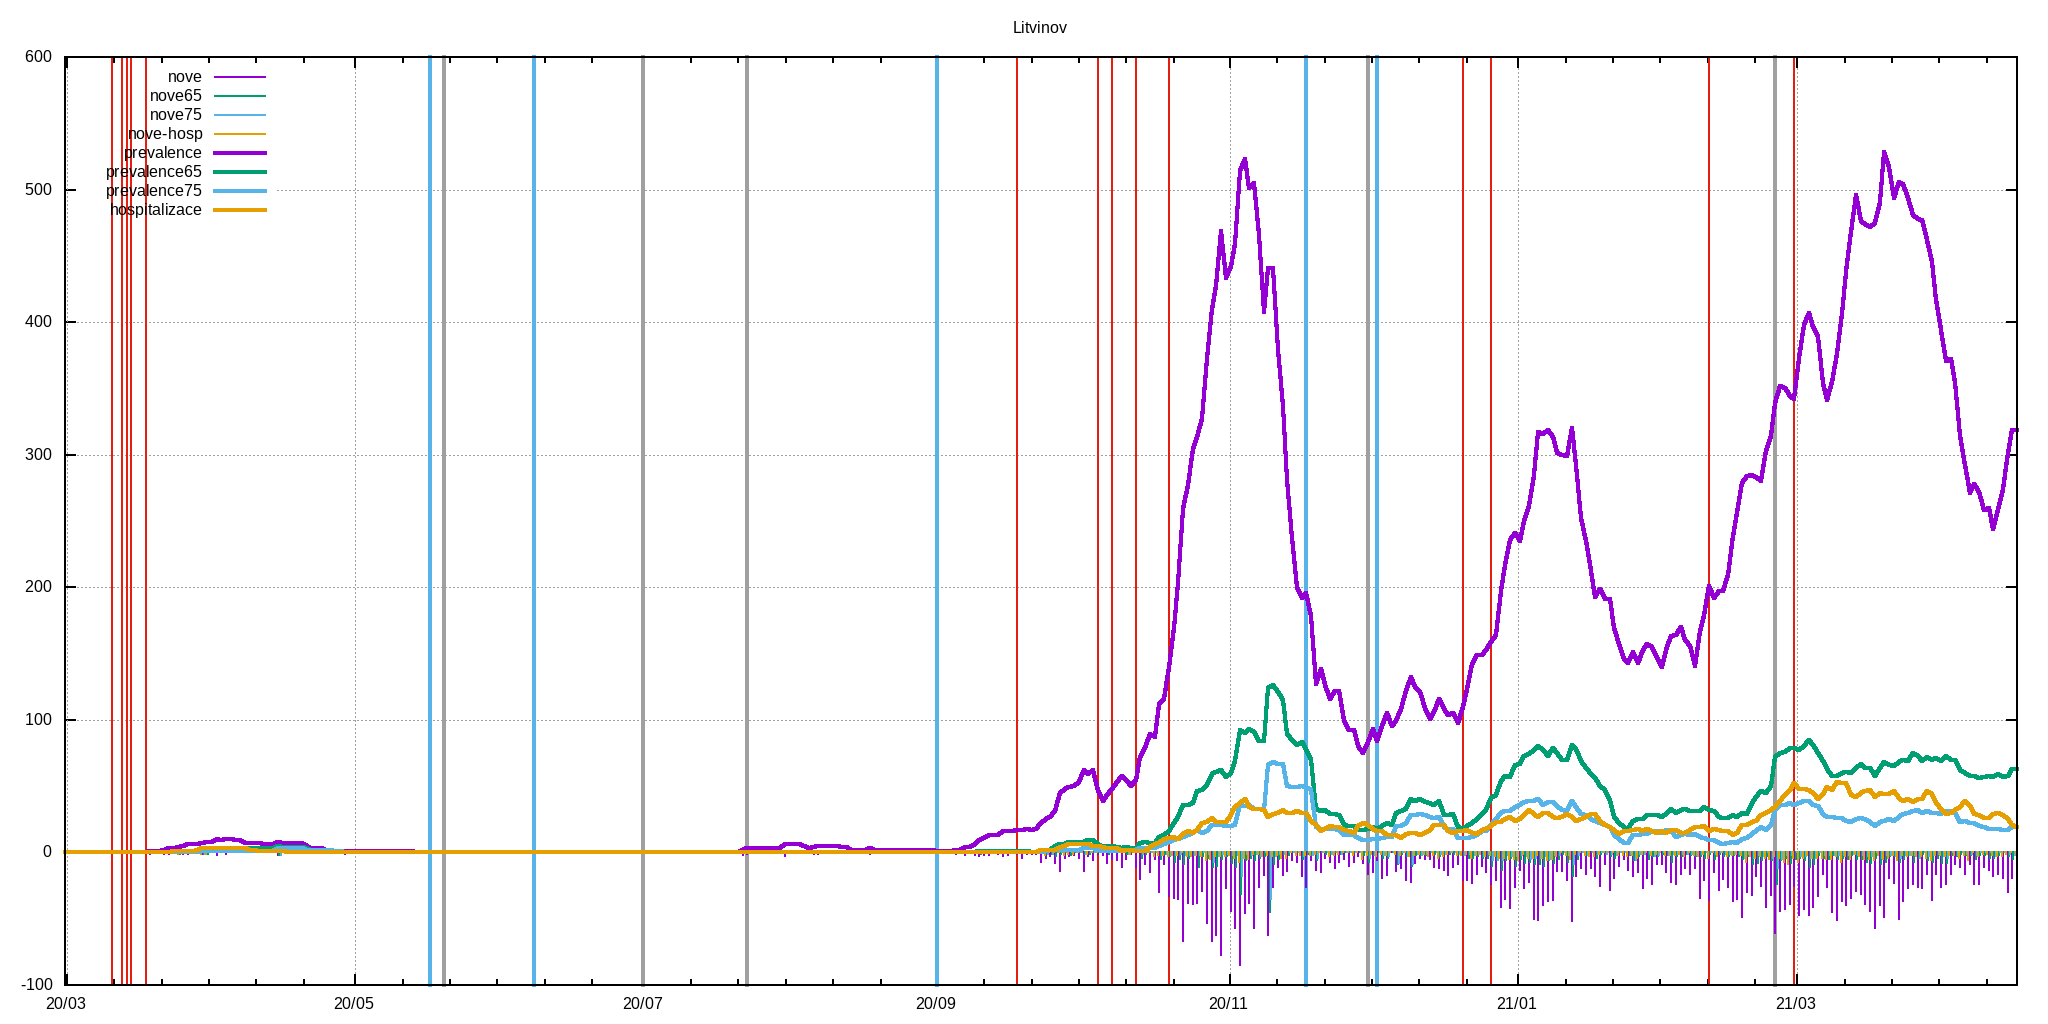 Litvinov
600
500
400
300
200
100
0
-100
nove
nove65
nove75
nove-hosp
prevalence
prevalence65
prevalence75
hospitalizace
20/03 20/05 20/07 20/09 20/11 21/01 21/03